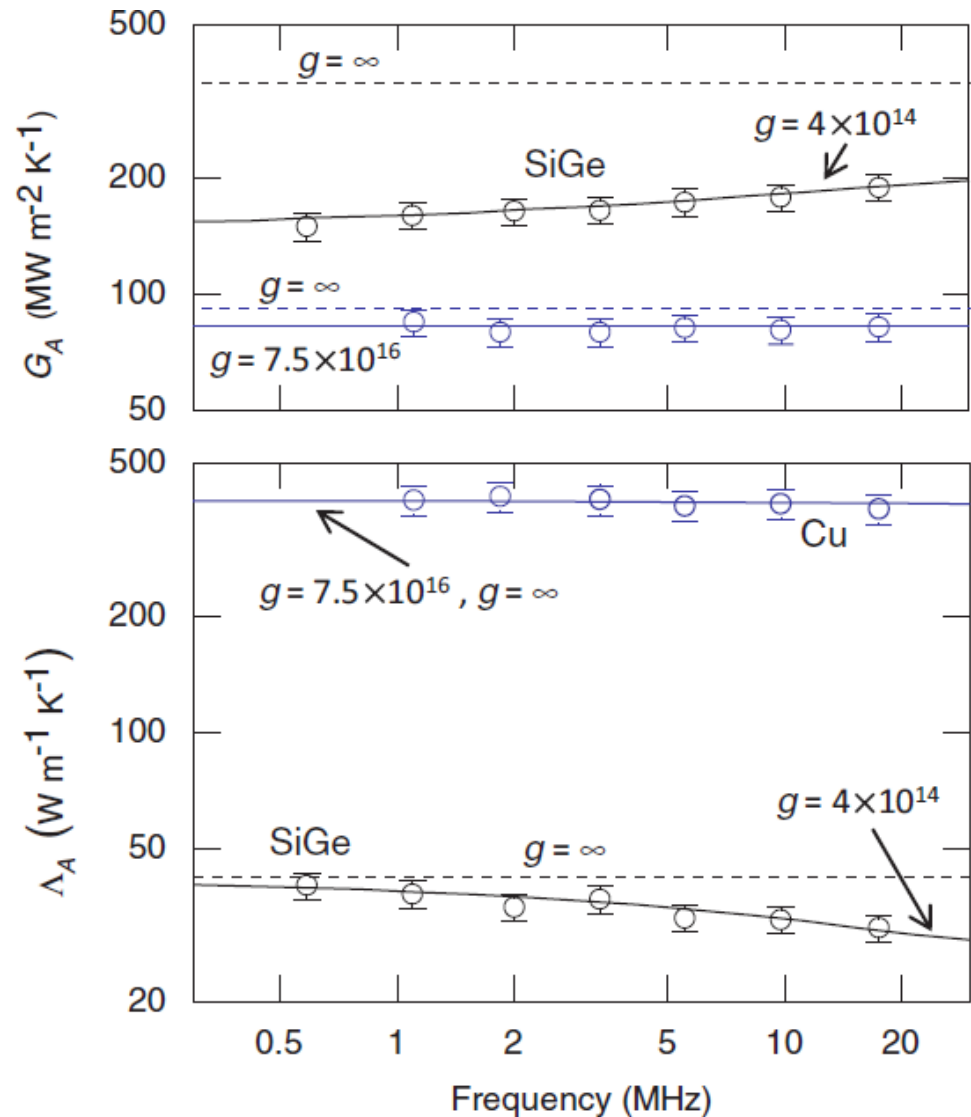 500
g = ∞
g = 4×10¹⁴
SiGe
200
G_A (MW m⁻² K⁻¹)
g = ∞
100
g = 7.5×10¹⁶
50
500
Cu
g = 7.5×10¹⁶ , g = ∞
200
Λ_A (W m⁻¹ K⁻¹)
100
g = 4×10¹⁴
SiGe
g = ∞
50
20
0.5 1 2 5 10 20
Frequency (MHz)